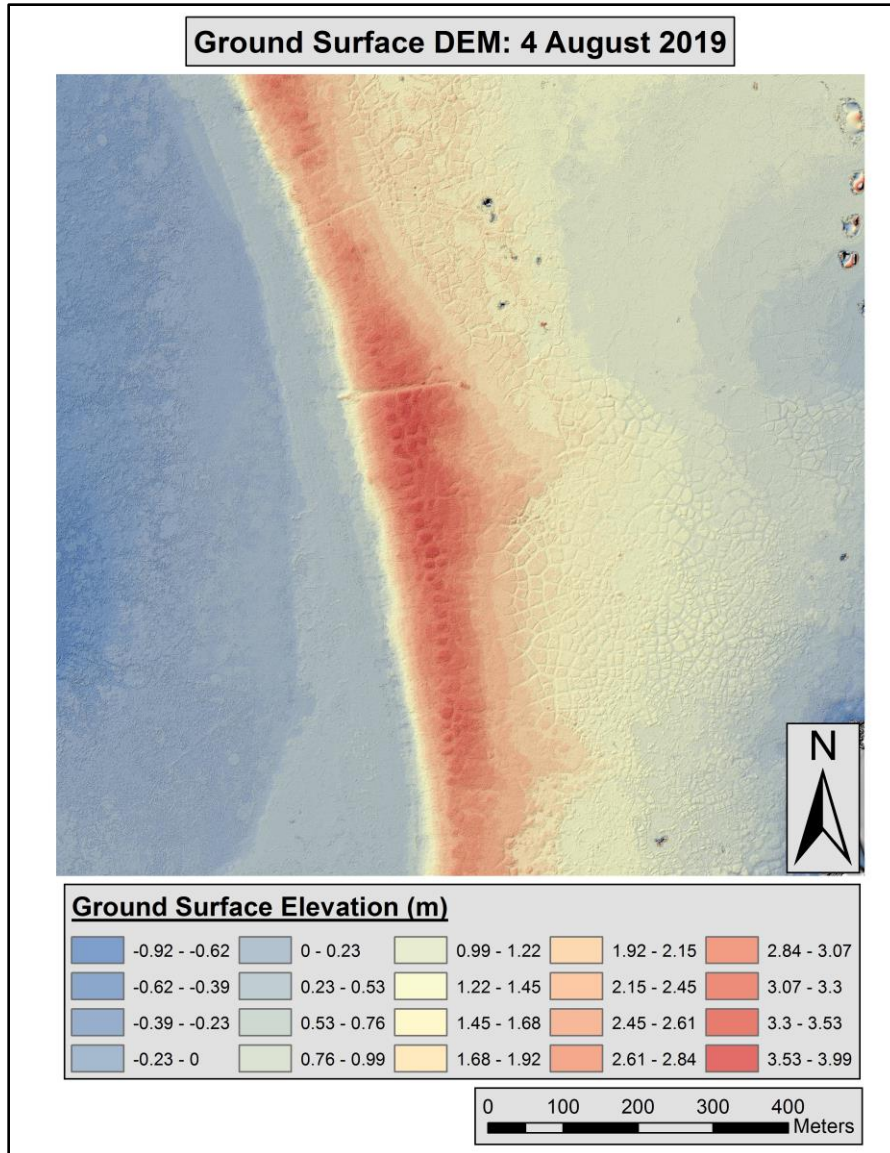 Ground Surface DEM: 4 August 2019
N
Ground Surface Elevation (m)
-0.92 - -0.62 0 - 0.23 0.99 - 1.22 1.92 - 2.15 2.84 - 3.07
-0.62 - -0.39 0.23 - 0.53 1.22 - 1.45 2.15 - 2.45 3.07 - 3.3
-0.39 - -0.23 0.53 - 0.76 1.45 - 1.68 2.45 - 2.61 3.3 - 3.53
-0.23 - 0 0.76 - 0.99 1.68 - 1.92 2.61 - 2.84 3.53 - 3.99
0 100 200 300 400
Meters